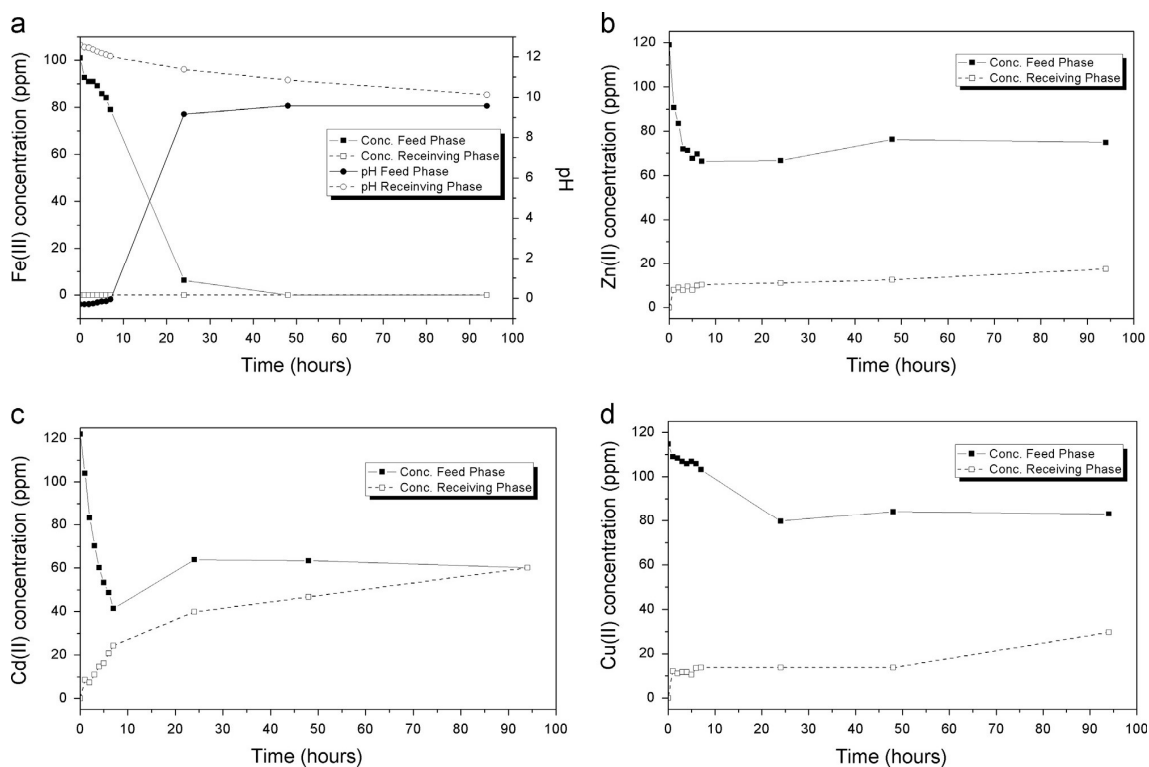 a
Fe(III) concentration (ppm)
100
80
60
40
20
0
12
10
8
6
4
2
0
pH
Conc. Feed Phase
Conc. Receinving Phase
pH Feed Phase
pH Receinving Phase
0 10 20 30 40 50 60 70 80 90 100
Time (hours)
b
Zn(II) concentration (ppm)
120
100
80
60
40
20
0
Conc. Feed Phase
Conc. Receiving Phase
0 10 20 30 40 50 60 70 80 90 100
Time (hours)
c
Cd(II) concentration (ppm)
120
100
80
60
40
20
0
Conc. Feed Phase
Conc. Receiving Phase
0 10 20 30 40 50 60 70 80 90 100
Time (hours)
d
Cu(II) concentration (ppm)
120
100
80
60
40
20
0
Conc. Feed Phase
Conc. Receiving Phase
0 10 20 30 40 50 60 70 80 90 100
Time (hours)